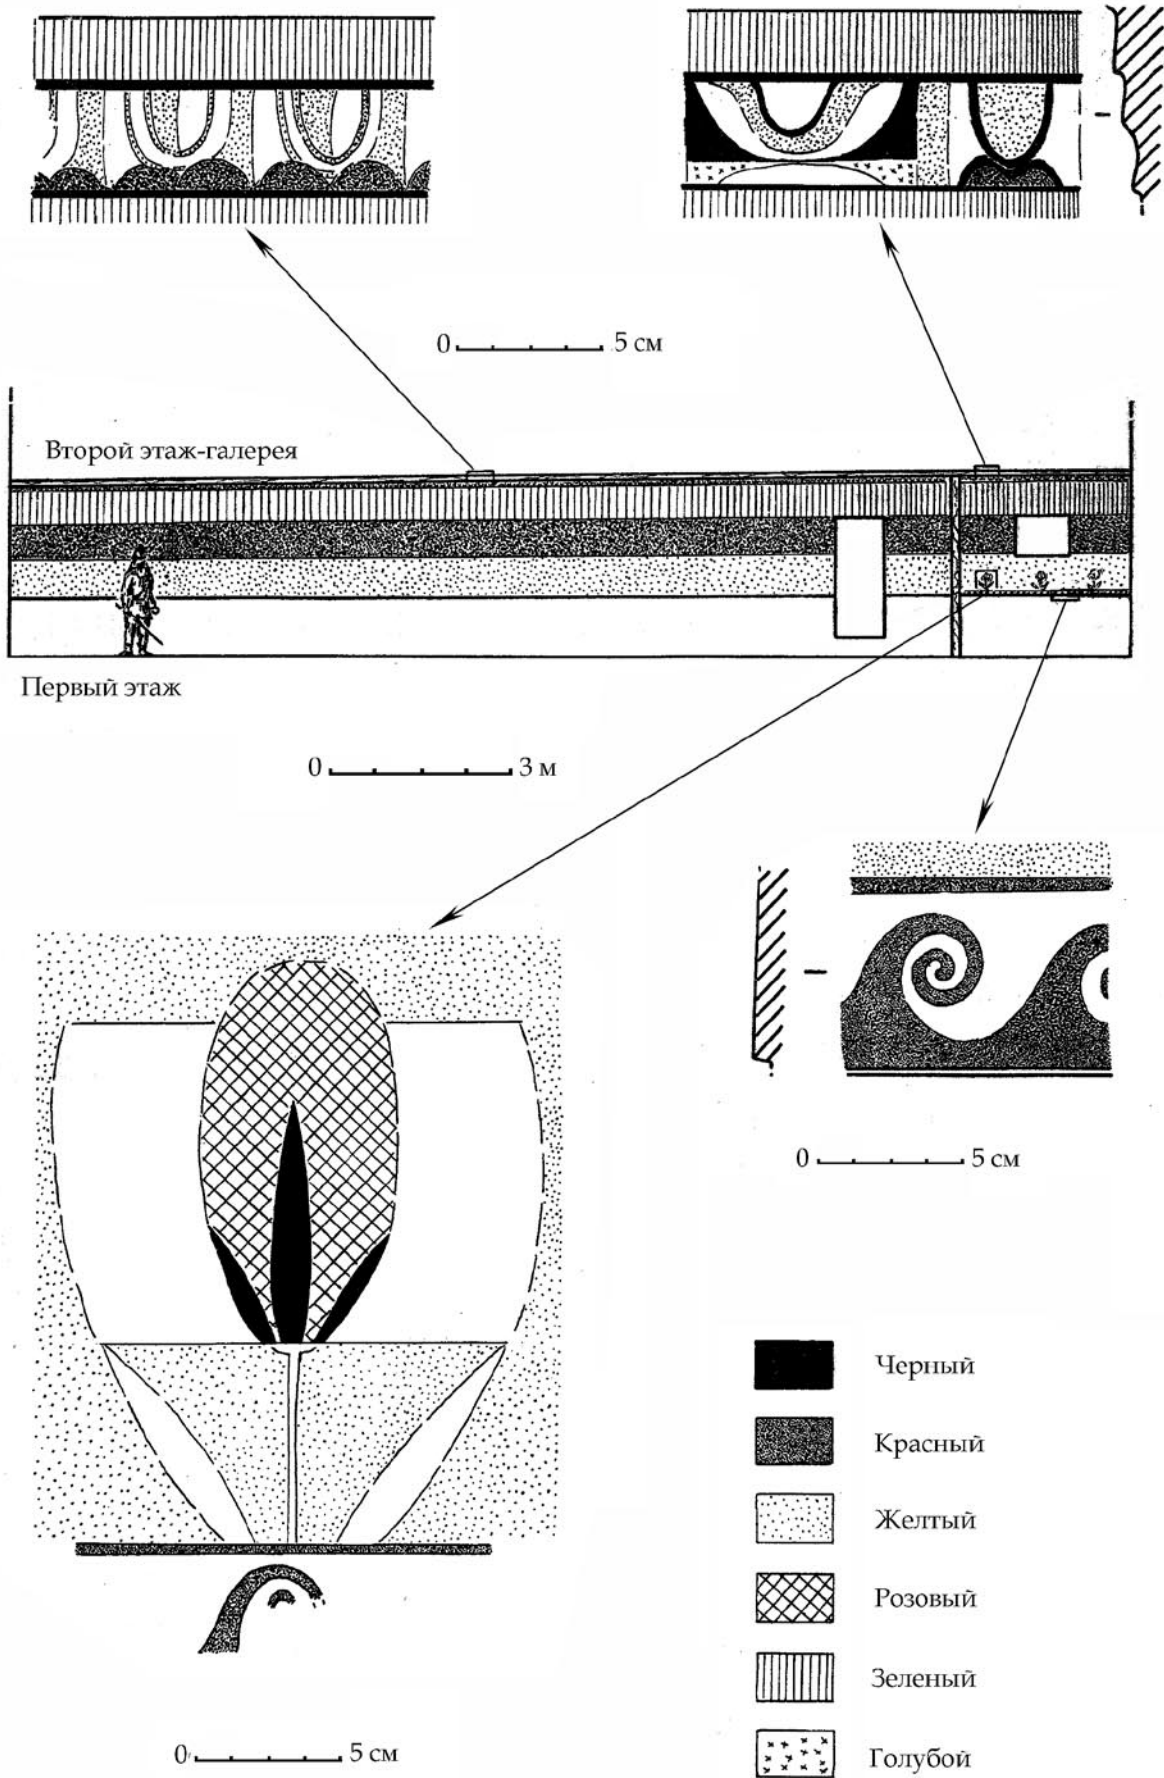 0 5 см
Второй этаж-галерея
Первый этаж
0 3 м
0 5 см
0 5 см
Черный
Красный
Желтый
Розовый
Зеленый
Голубой